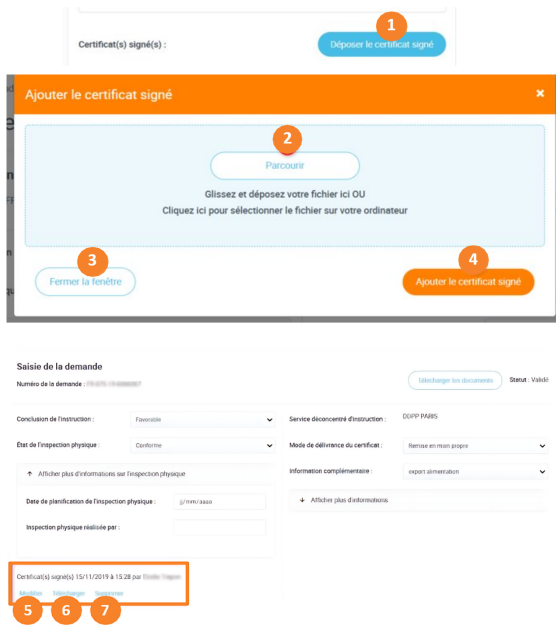 1
Certificat(s) signé(s) :
Déposer le certificat signé
Ajouter le certificat signé
×
2
Parcourir
Glissez et déposez votre fichier ici OU
Cliquez ici pour sélectionner le fichier sur votre ordinateur
3
Fermer la fenêtre
4
Ajouter le certificat signé
Saisie de la demande
Numéro de la demande :
Télécharger les documents
Statut : Validé
Conclusion de l'instruction :
Favorable
Service déconcentré d'instruction :
DDPP PARIS
État de l'inspection physique :
Conforme
Mode de délivrance du certificat :
Remise en main propre
Afficher plus d'informations sur l'inspection physique
Information complémentaire :
export alimentation
Date de planification de l'inspection physique :
jj/mm/aaaa
Afficher plus d'informations
Inspection physique réalisée par :
Certificat(s) signé(s) 15/11/2019 à 15:28 par
Modifier Télécharger Supprimer
5 6 7